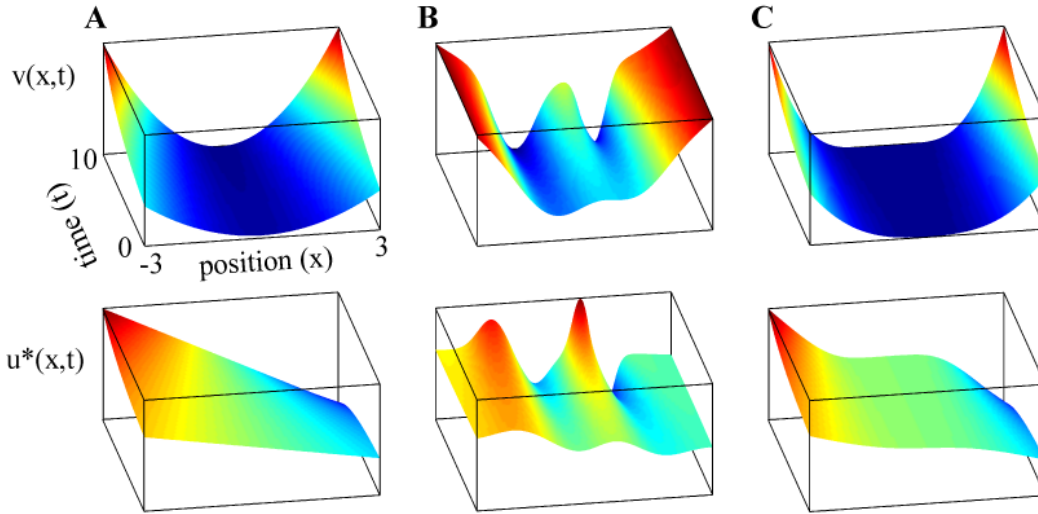 A
B
C
v(x,t)
10
time (t)
0
-3
position (x)
3
u*(x,t)